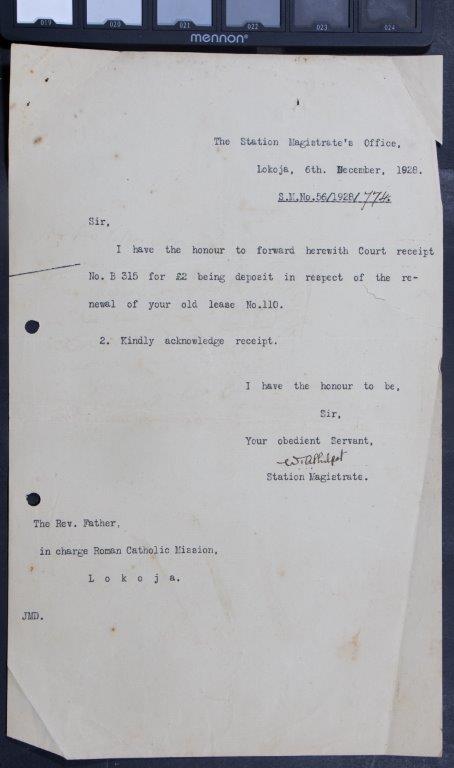 019 020 021 022 023 024
mennon®
The Station Magistrate's Office,
Lokoja, 6th. December, 1928.
S.M.No.56/1928/774.
Sir,
I have the honour to forward herewith Court receipt
No. B 315 for £2 being deposit in respect of the re-
newal of your old lease No.110.
2. Kindly acknowledge receipt.
I have the honour to be,
Sir,
Your obedient Servant,
Station Magistrate.
The Rev. Father,
in charge Roman Catholic Mission,
L o k o j a.
JMD.